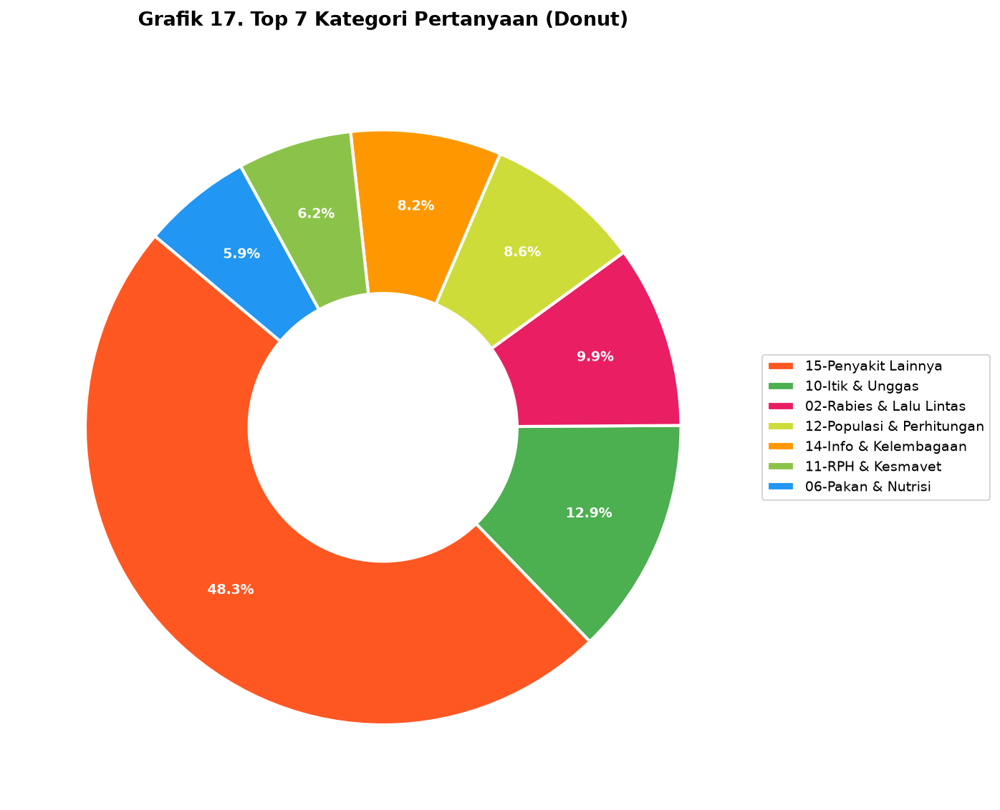 Grafik 17. Top 7 Kategori Pertanyaan (Donut)
6.2%
8.2%
5.9%
8.6%
9.9%
12.9%
48.3%
15-Penyakit Lainnya
10-Itik & Unggas
02-Rabies & Lalu Lintas
12-Populasi & Perhitungan
14-Info & Kelembagaan
11-RPH & Kesmavet
06-Pakan & Nutrisi